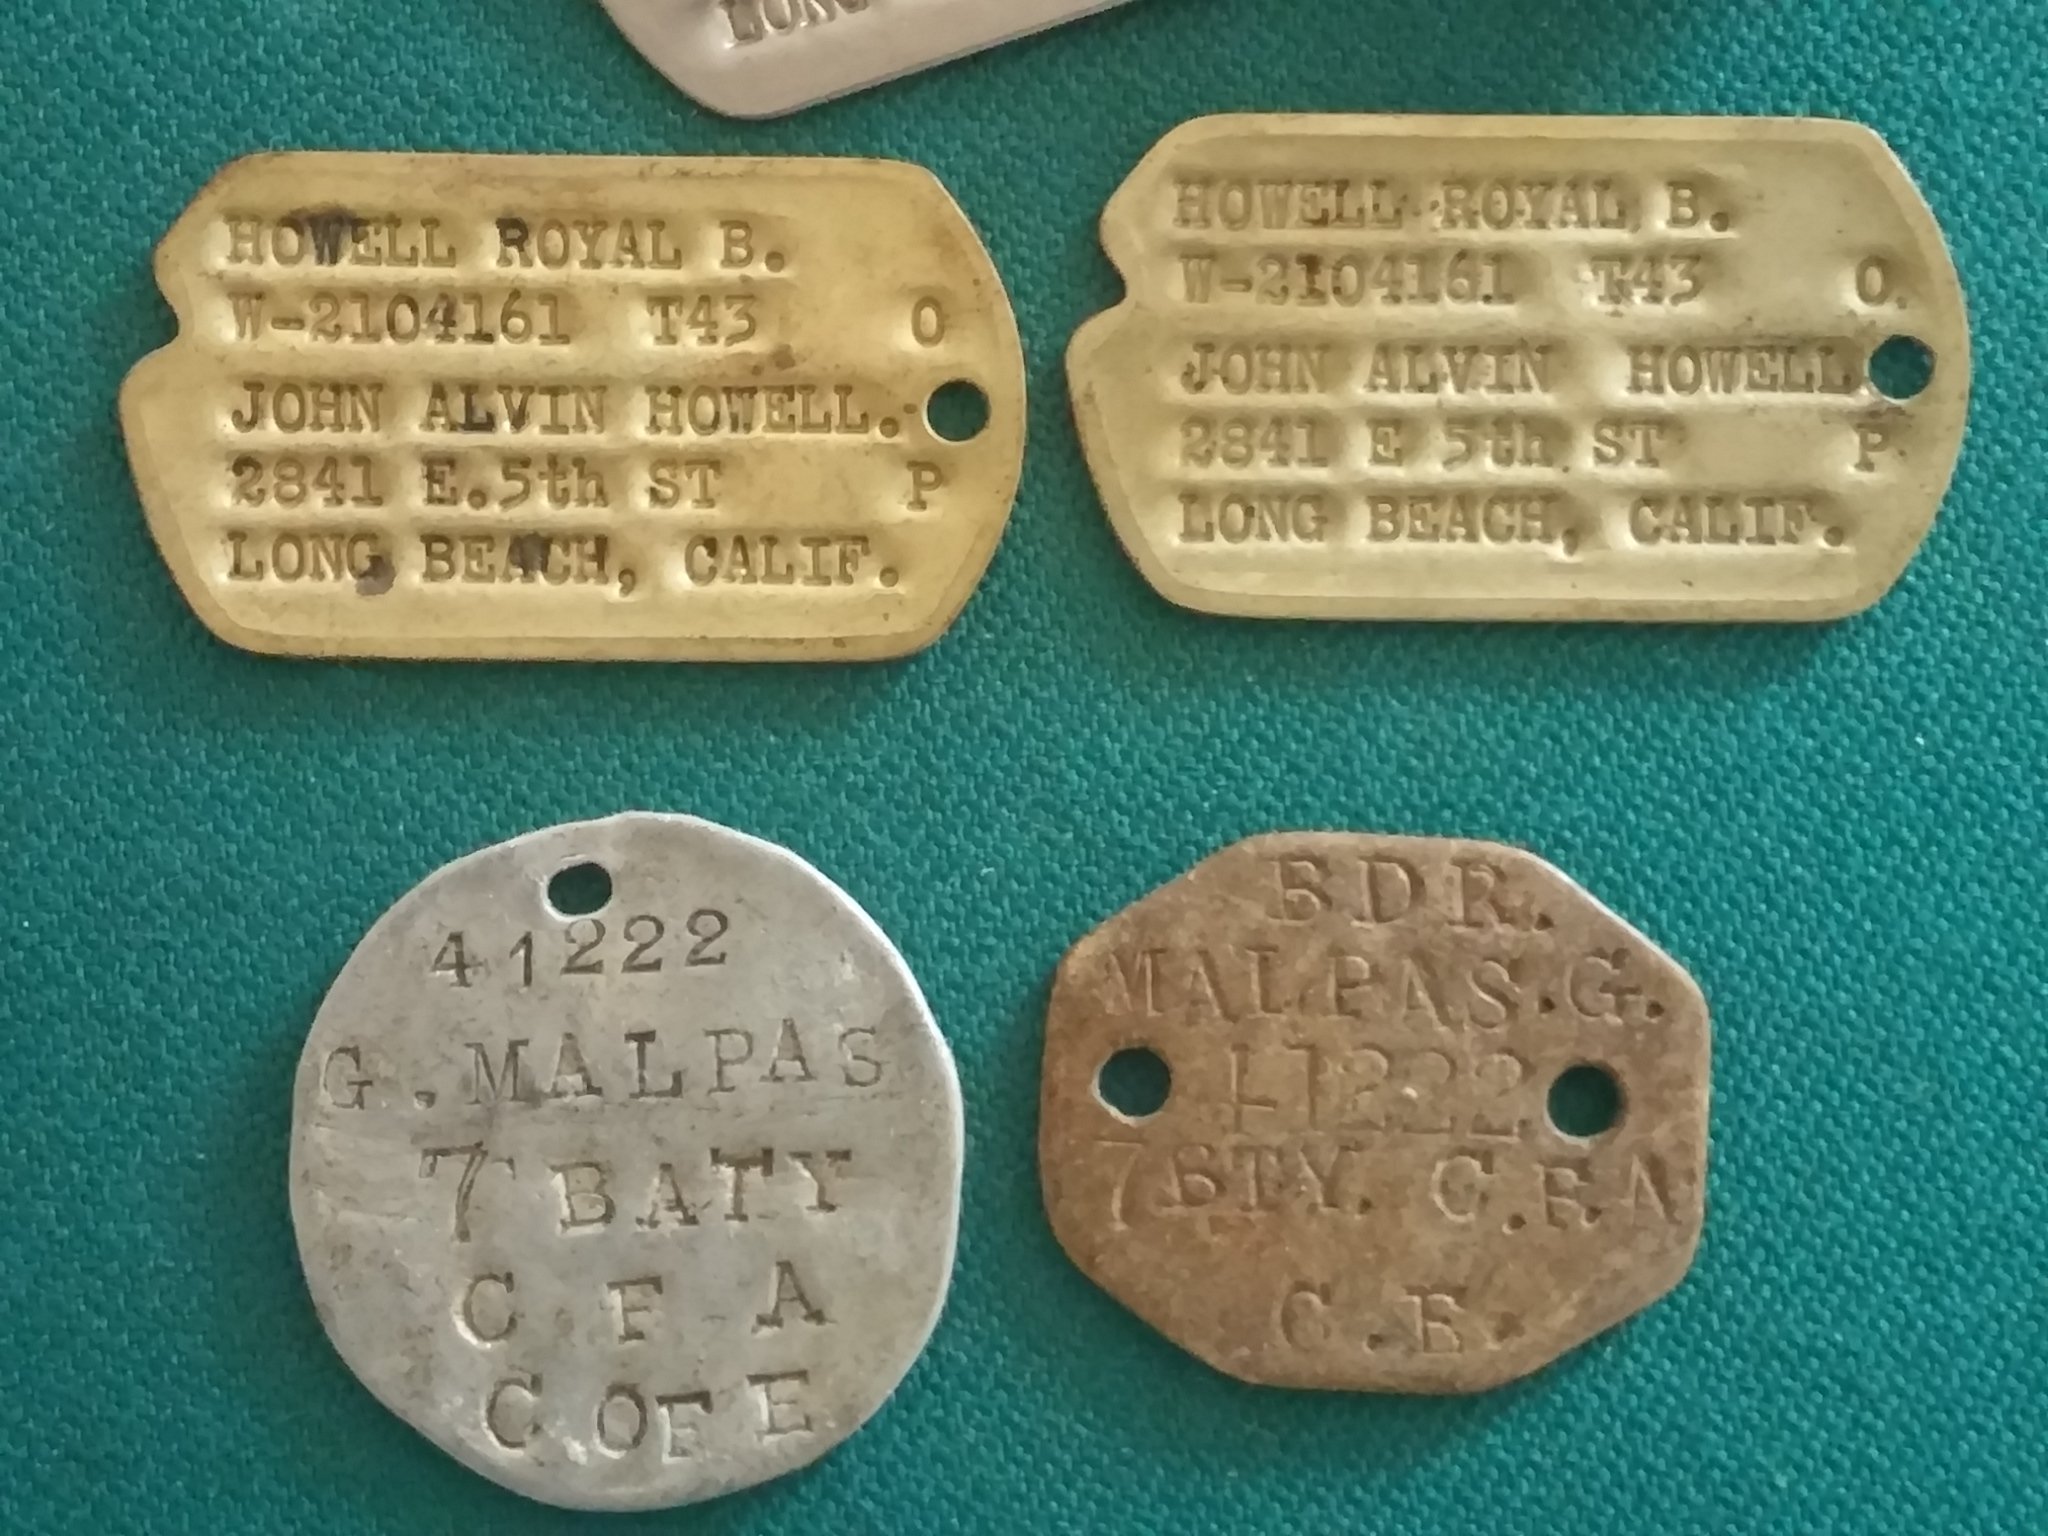 LONG
HOWELL ROYAL B.
W-2104161 T43 O
JOHN ALVIN HOWELL.
2841 E.5th ST P
LONG BEACH, CALIF.
HOWELL ROYAL B.
W-2104161 T43 O.
JOHN ALVIN HOWELL
2841 E 5th ST P
LONG BEACH, CALIF.
41222
G.MALPAS
7 BATY
C F A
C OF E
BDR.
MALPAS.G.
41222
7 BTY. C.F.A
C.E.